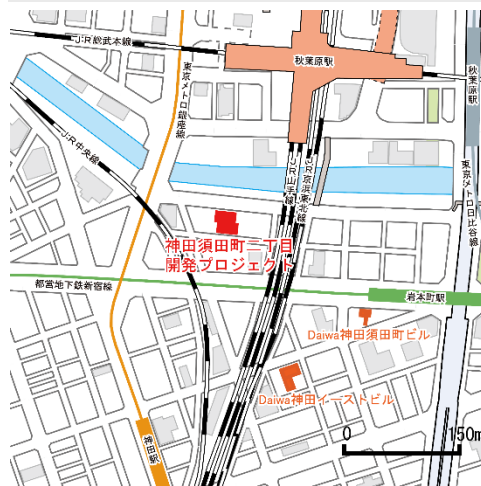 JR総武本線
秋葉原駅
秋葉原駅
東京メトロ銀座線
JR中央線
JR山手線
JR京浜東北線
東京メトロ日比谷線
神田須田町二丁目
開発プロジェクト
都営地下鉄新宿線
岩本町駅
Daiwa神田須田町ビル
Daiwa神田イーストビル
神田駅
0 150m